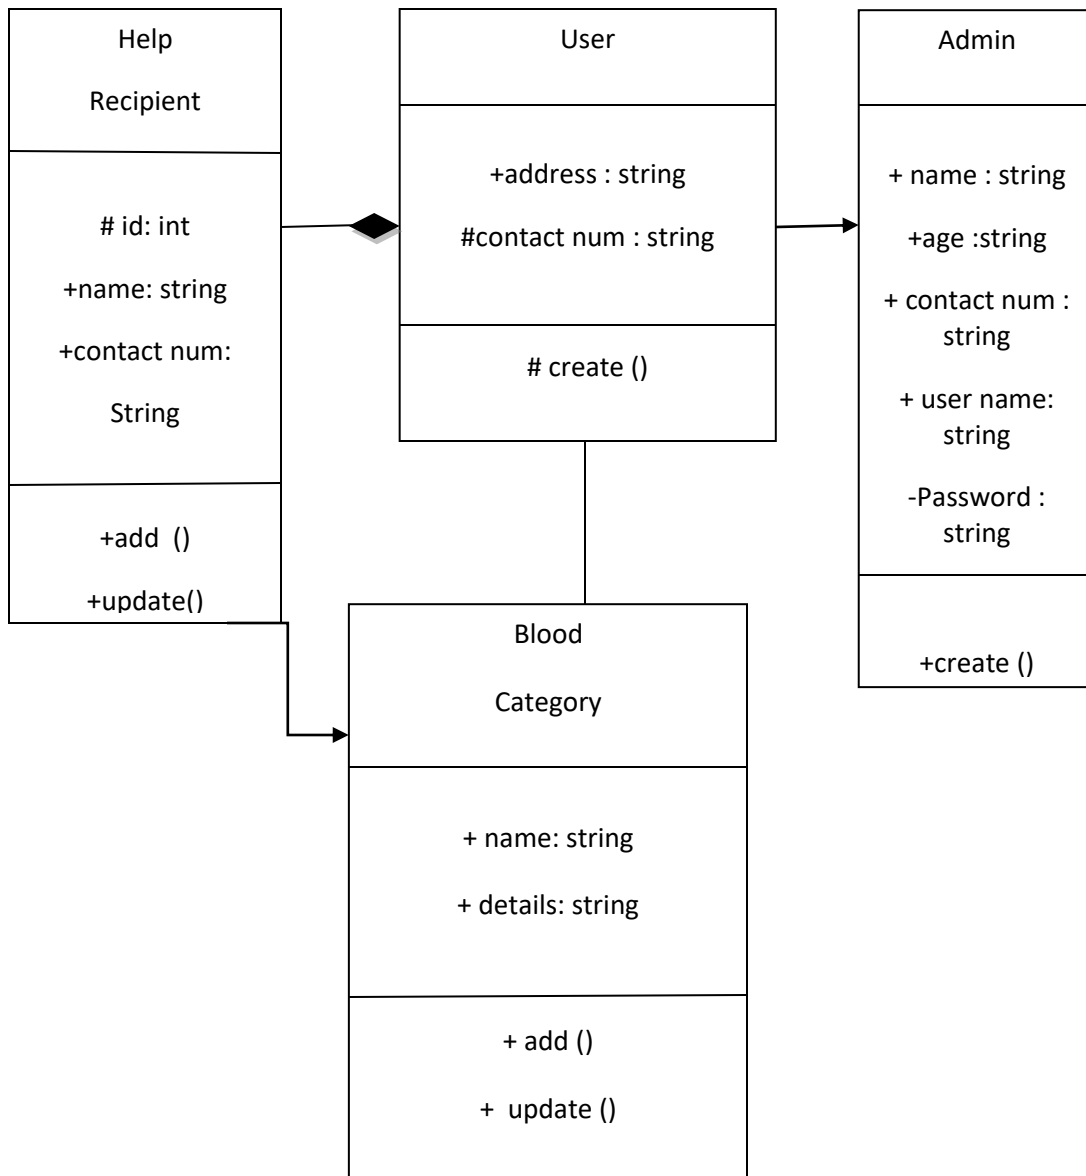 Help
Recipient
# id: int
+name: string
+contact num:
String
+add  ()
+update()
User
+address : string
#contact num : string
# create ()
Admin
+ name : string
+age :string
+ contact num :
string
+ user name:
string
-Password :
string
+create ()
Blood
Category
+ name: string
+ details: string
+ add ()
+  update ()